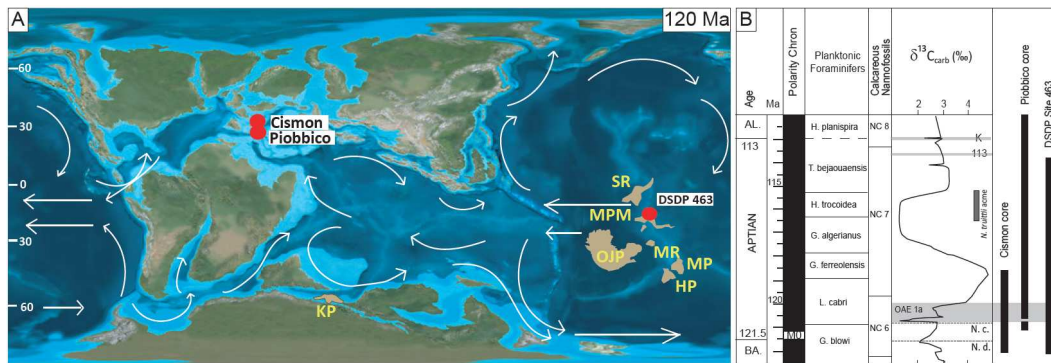 A
120 Ma
60
30
0
30
60
Cismon
Piobbico
SR
DSDP 463
MPM
OJP
MR
MP
HP
KP
B
Age
Ma
Polarity Chron
Planktonic
Foraminifers
Calcareous
Nannofossils
δ13Ccarb (‰)
2 3 4
Cismon core
Piobbico core
DSDP Site 463
AL.
113
115
APTIAN
120
121.5
BA.
M0
H. planispira
T. bejaouaensis
H. trocoidea
G. algerianus
G. ferreolensis
L. cabri
G. blowi
NC 8
NC 7
NC 6
K
113
N. truittii acme
OAE 1a
N. c.
N. d.